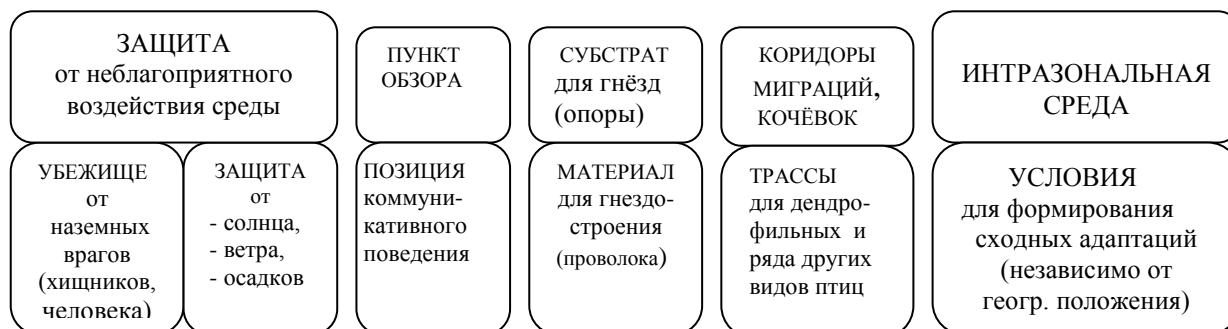 ЗАЩИТА
от неблагоприятного
воздействия среды
ПУНКТ
ОБЗОРА
СУБСТРАТ
для гнёзд
(опоры)
КОРИДОРЫ
МИГРАЦИЙ,
КОЧЁВОК
ИНТРАЗОНАЛЬНАЯ
СРЕДА
УБЕЖИЩЕ
от
наземных
врагов
(хищников,
человека)
ЗАЩИТА
от
- солнца,
- ветра,
- осадков
ПОЗИЦИЯ
коммуни-
кативного
поведения
МАТЕРИАЛ
для гнездо-
строения
(проволока)
ТРАССЫ
для дендро-
фильных и
ряда других
видов птиц
УСЛОВИЯ
для формирования
сходных адаптаций
(независимо от
геогр. положения)